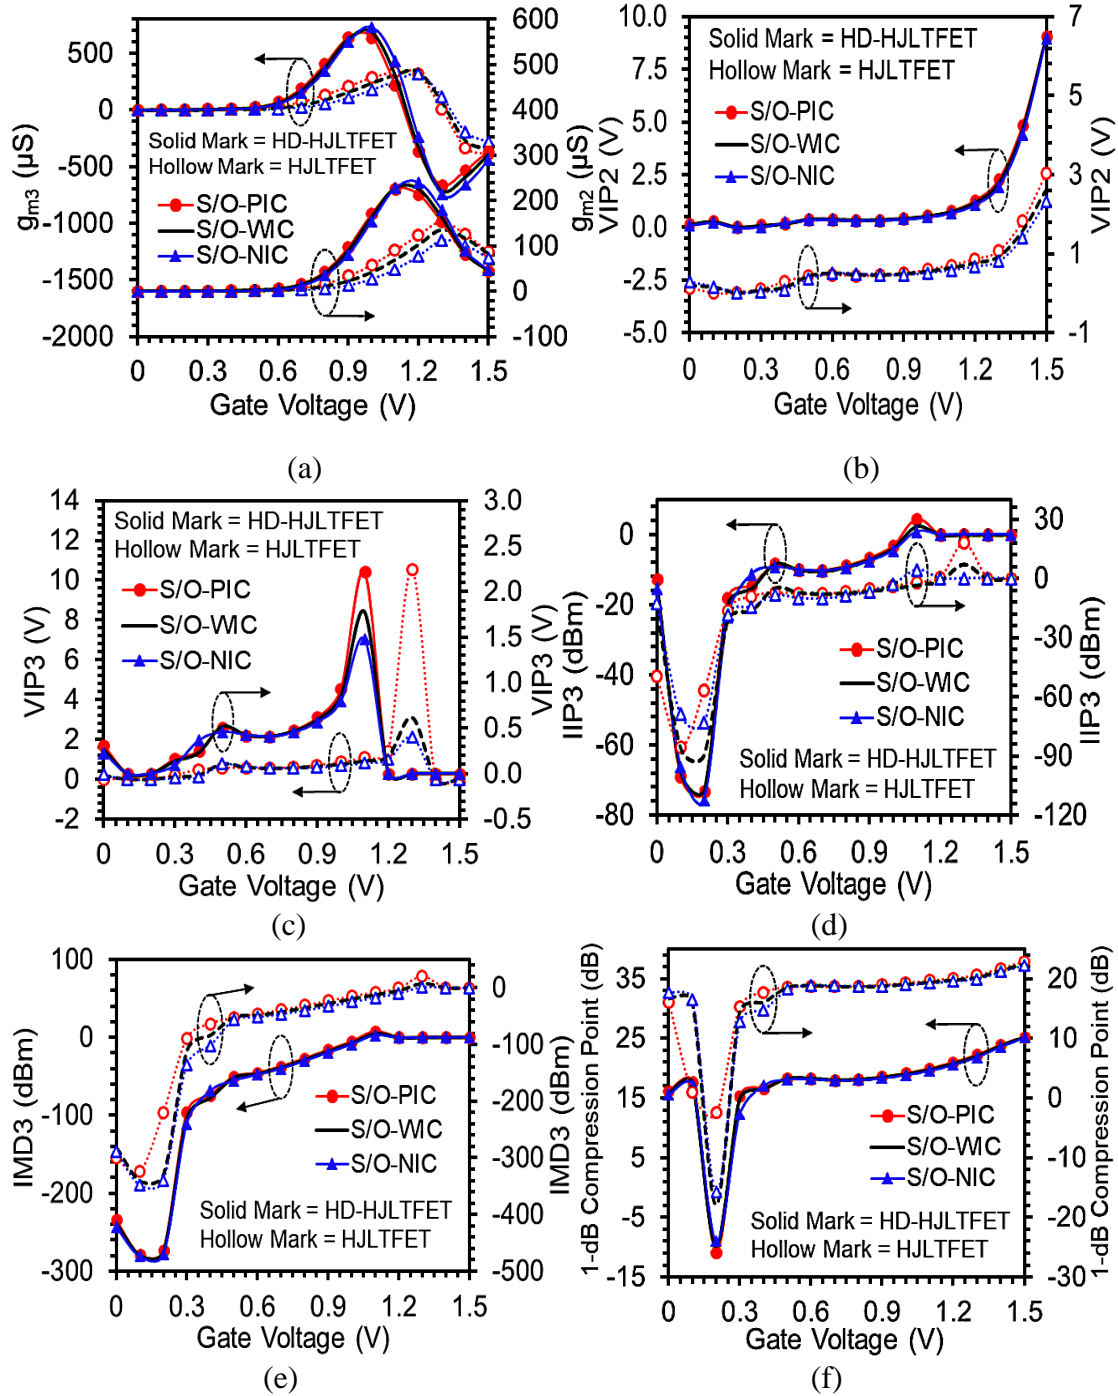 500
0
-500
-1000
-1500
-2000
gm3 (µS)
600
500
400
300
200
100
0
-100
gm2 (µS)
Solid Mark = HD-HJLTFET
Hollow Mark = HJLTFET
S/O-PIC
S/O-WIC
S/O-NIC
0 0.3 0.6 0.9 1.2 1.5
Gate Voltage (V)
(a)
10.0
7.5
5.0
2.5
0.0
-2.5
-5.0
VIP2 (V)
7
5
3
1
-1
VIP2 (V)
Solid Mark = HD-HJLTFET
Hollow Mark = HJLTFET
S/O-PIC
S/O-WIC
S/O-NIC
0 0.3 0.6 0.9 1.2 1.5
Gate Voltage (V)
(b)
14
12
10
8
6
4
2
0
-2
VIP3 (V)
3.0
2.5
2.0
1.5
1.0
0.5
0.0
-0.5
VIP3 (V)
Solid Mark = HD-HJLTFET
Hollow Mark = HJLTFET
S/O-PIC
S/O-WIC
S/O-NIC
0 0.3 0.6 0.9 1.2 1.5
Gate Voltage (V)
(c)
0
-20
-40
-60
-80
IIP3 (dBm)
30
0
-30
-60
-90
-120
IIP3 (dBm)
S/O-PIC
S/O-WIC
S/O-NIC
Solid Mark = HD-HJLTFET
Hollow Mark = HJLTFET
0 0.3 0.6 0.9 1.2 1.5
Gate Voltage (V)
(d)
100
0
-100
-200
-300
IMD3 (dBm)
0
-100
-200
-300
-400
-500
IMD3 (dBm)
S/O-PIC
S/O-WIC
S/O-NIC
Solid Mark = HD-HJLTFET
Hollow Mark = HJLTFET
0 0.3 0.6 0.9 1.2 1.5
Gate Voltage (V)
(e)
35
25
15
5
-5
-15
1-dB Compression Point (dB)
20
10
0
-10
-20
-30
1-dB Compression Point (dB)
S/O-PIC
S/O-WIC
S/O-NIC
Solid Mark = HD-HJLTFET
Hollow Mark = HJLTFET
0 0.3 0.6 0.9 1.2 1.5
Gate Voltage (V)
(f)